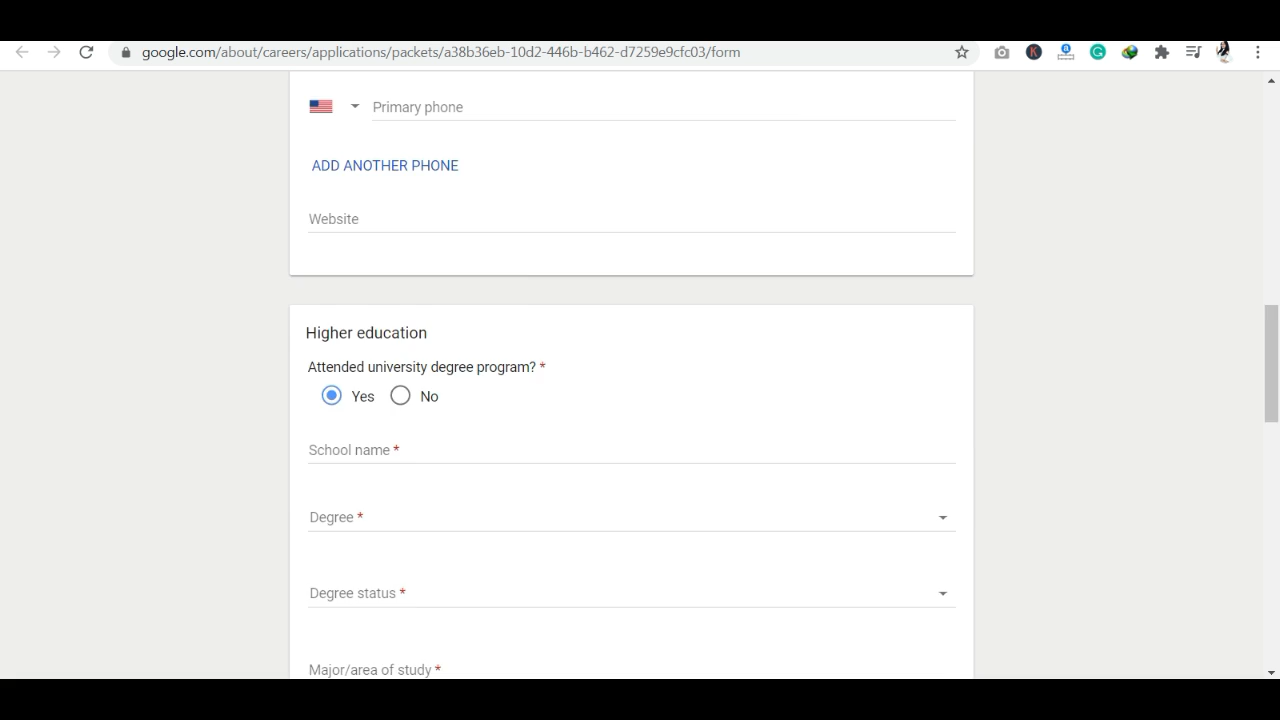 google.com/about/careers/applications/packets/a38b36eb-10d2-446b-b462-d7259e9cfc03/form
Primary phone
ADD ANOTHER PHONE
Website
Higher education
Attended university degree program? *
Yes No
School name *
Degree *
Degree status *
Major/area of study *